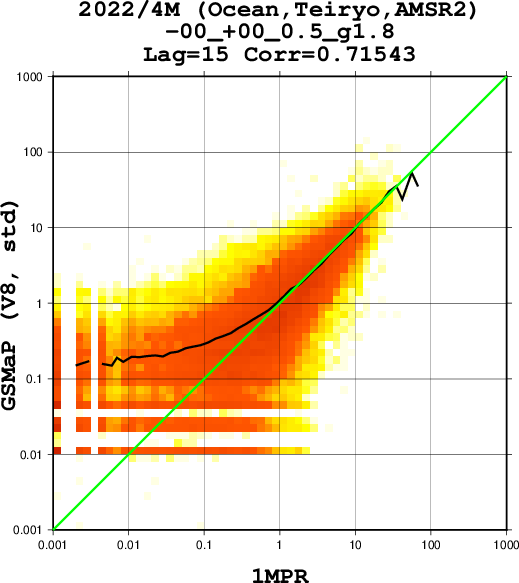 2022/4M (Ocean,Teiryo,AMSR2)
-00_+00_0.5_g1.8
Lag=15 Corr=0.71543
GSMaP (V8, std)
1000
100
10
1
0.1
0.01
0.001
0.001 0.01 0.1 1 10 100 1000
1MPR